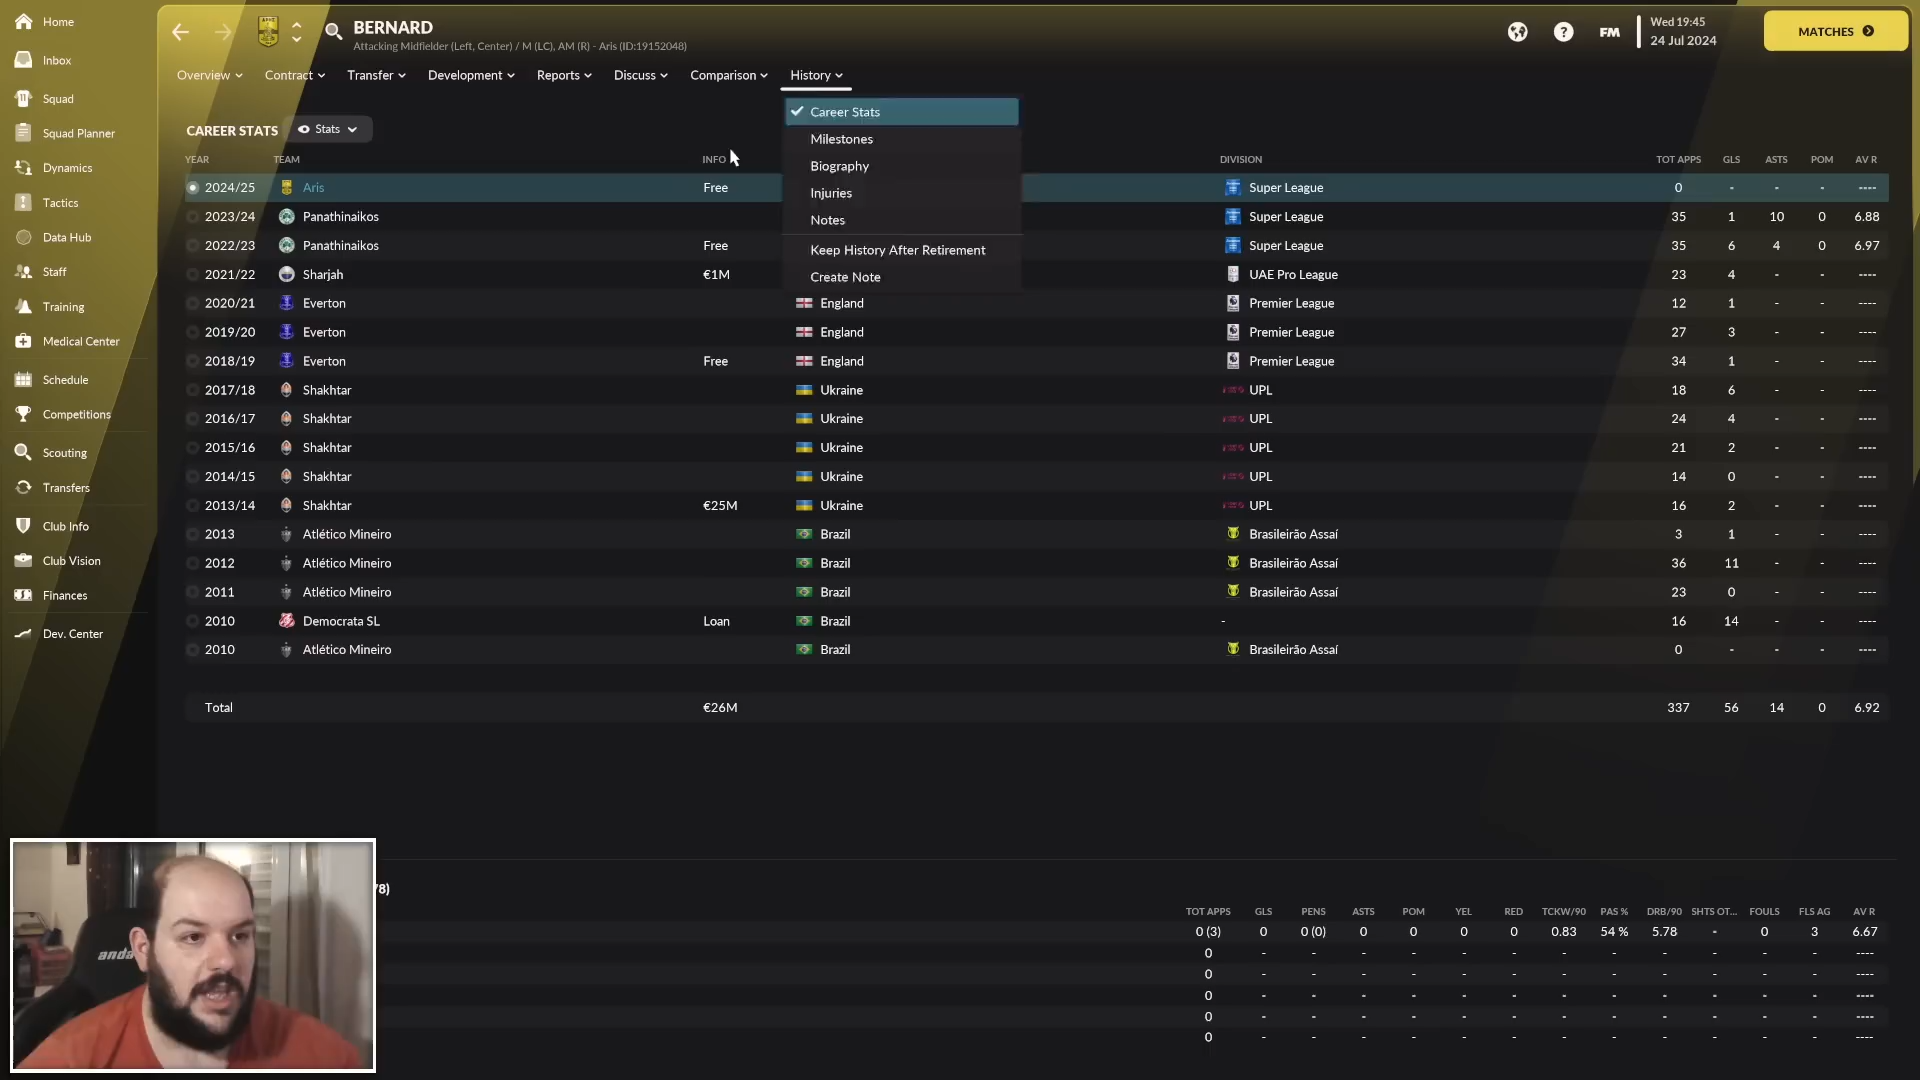 Home
Inbox
Squad
Squad Planner
Dynamics
Tactics
Data Hub
Staff
Training
Medical Center
Schedule
Competitions
Scouting
Transfers
Club Info
Club Vision
Finances
Dev. Center
BERNARD
Attacking Midfielder (Left, Center) / M (LC), AM (R) - Aris (ID:19152048)
FM
Wed 19:45
24 Jul 2024
MATCHES
Overview Contract Transfer Development Reports Discuss Comparison History
Career Stats
Milestones
Biography
Injuries
Notes
Keep History After Retirement
Create Note
CAREER STATS Stats
YEAR TEAM INFO DIVISION TOT APPS GLS ASTS POM AV R
2024/25 Aris Free Super League 0 - - - ----
2023/24 Panathinaikos Super League 35 1 10 0 6.88
2022/23 Panathinaikos Free Super League 35 6 4 0 6.97
2021/22 Sharjah €1M UAE Pro League 23 4 - - ----
2020/21 Everton England Premier League 12 1 - - ----
2019/20 Everton England Premier League 27 3 - - ----
2018/19 Everton Free England Premier League 34 1 - - ----
2017/18 Shakhtar Ukraine UPL 18 6 - - ----
2016/17 Shakhtar Ukraine UPL 24 4 - - ----
2015/16 Shakhtar Ukraine UPL 21 2 - - ----
2014/15 Shakhtar Ukraine UPL 14 0 - - ----
2013/14 Shakhtar €25M Ukraine UPL 16 2 - - ----
2013 Atlético Mineiro Brazil Brasileirão Assaí 3 1 - - ----
2012 Atlético Mineiro Brazil Brasileirão Assaí 36 11 - - ----
2011 Atlético Mineiro Brazil Brasileirão Assaí 23 0 - - ----
2010 Democrata SL Loan Brazil - 16 14 - - ----
2010 Atlético Mineiro Brazil Brasileirão Assaí 0 - - - ----
Total €26M 337 56 14 0 6.92
/8)
TOT APPS GLS PENS ASTS POM YEL RED TCKW/90 PAS % DRB/90 SHTS OT... FOULS FLS AG AV R
0 (3) 0 0 (0) 0 0 0 0 0.83 54 % 5.78 - 0 3 6.67
0 - - - - - - - - - - - - ----
0 - - - - - - - - - - - - ----
0 - - - - - - - - - - - - ----
0 - - - - - - - - - - - - ----
0 - - - - - - - - - - - - ----
anda